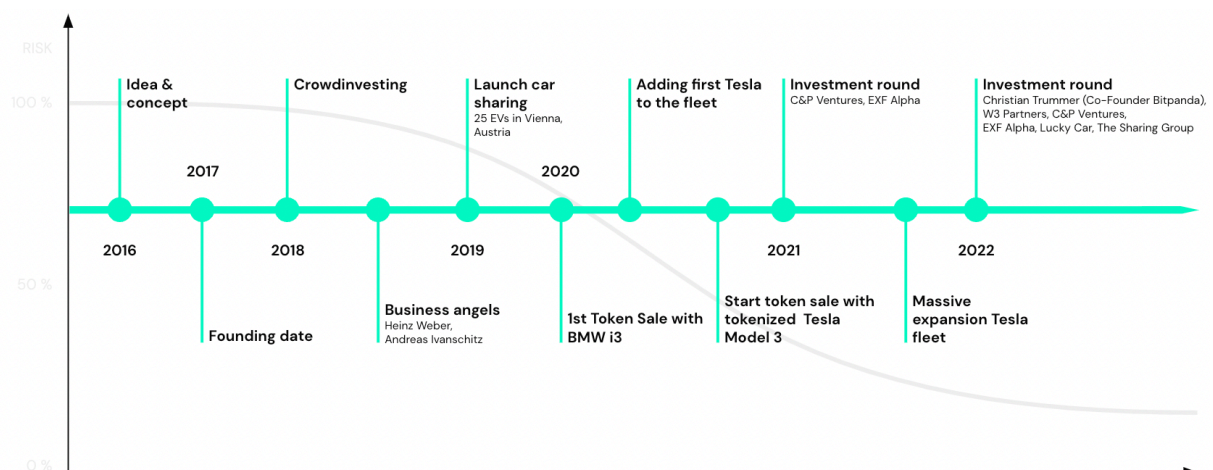 RISK
100 %
50 %
0 %
Idea &
concept
Crowdinvesting
Launch car
sharing
25 EVs in Vienna,
Austria
Adding first Tesla
to the fleet
Investment round
C&P Ventures, EXF Alpha
Investment round
Christian Trummer (Co-Founder Bitpanda),
W3 Partners, C&P Ventures,
EXF Alpha, Lucky Car, The Sharing Group
2017
2020
2016
2018
2019
2021
2022
Founding date
Business angels
Heinz Weber,
Andreas Ivanschitz
1st Token Sale with
BMW i3
Start token sale with
tokenized Tesla
Model 3
Massive
expansion Tesla
fleet